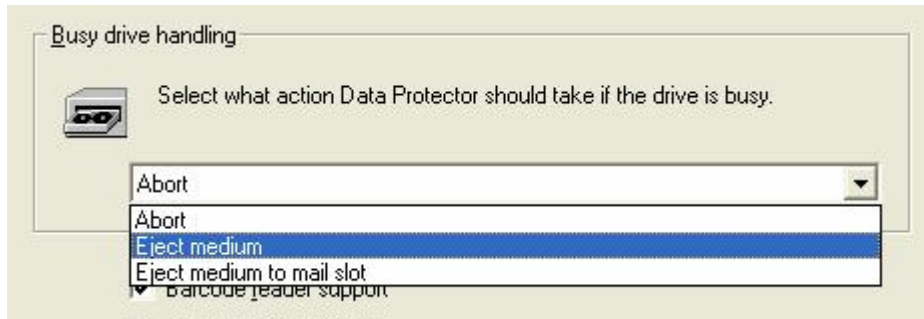 Busy drive handling
Select what action Data Protector should take if the drive is busy.
Abort
Abort
Eject medium
Eject medium to mail slot
Barcode reader support